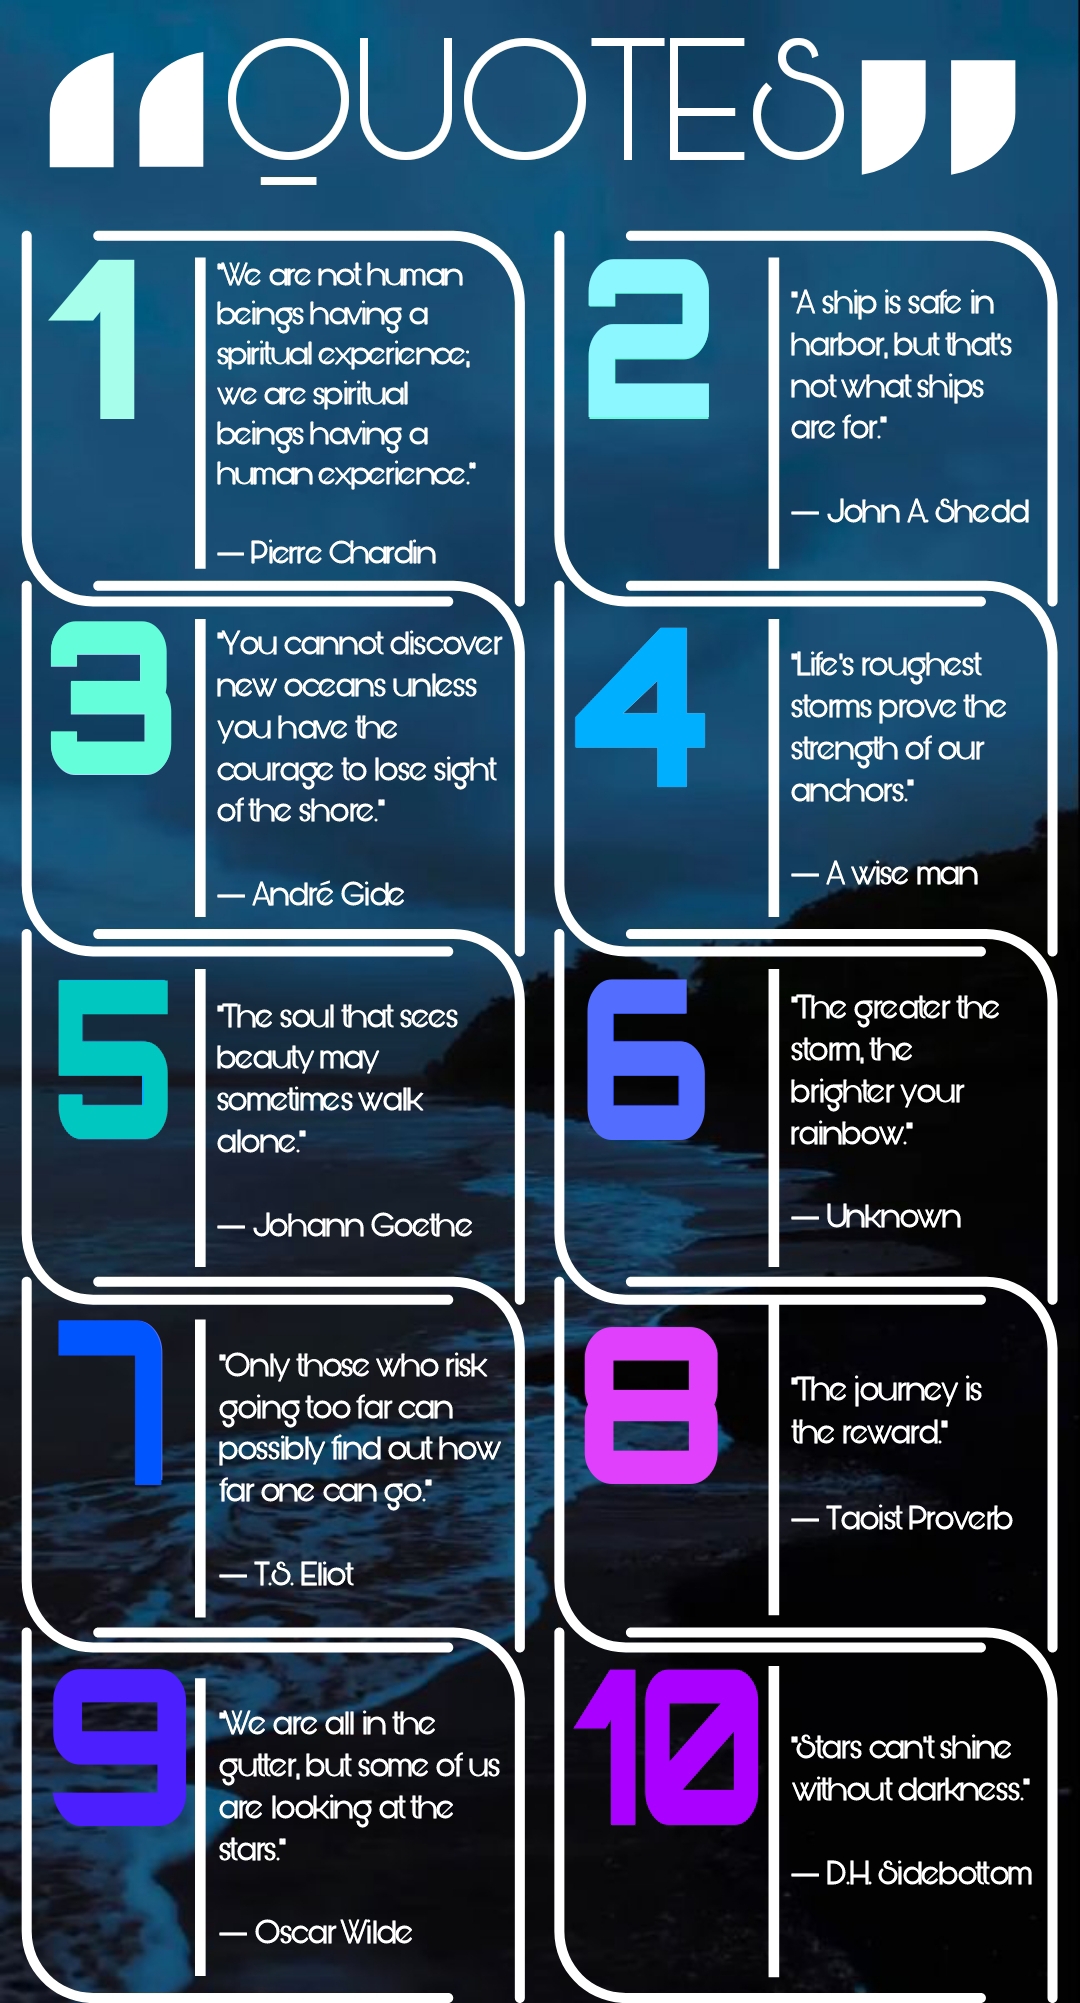 “QUOTES”
1
"We are not human
beings having a
spiritual experience;
we are spiritual
beings having a
human experience."
— Pierre Chardin
2
"A ship is safe in
harbor, but that's
not what ships
are for."
— John A. Shedd
3
"You cannot discover
new oceans unless
you have the
courage to lose sight
of the shore."
— André Gide
4
"Life's roughest
storms prove the
strength of our
anchors."
— A wise man
5
"The soul that sees
beauty may
sometimes walk
alone."
— Johann Goethe
6
"The greater the
storm, the
brighter your
rainbow."
— Unknown
7
"Only those who risk
going too far can
possibly find out how
far one can go."
— T.S. Eliot
8
"The journey is
the reward."
— Taoist Proverb
9
"We are all in the
gutter, but some of us
are looking at the
stars."
— Oscar Wilde
10
"Stars can't shine
without darkness."
— D.H. Sidebottom